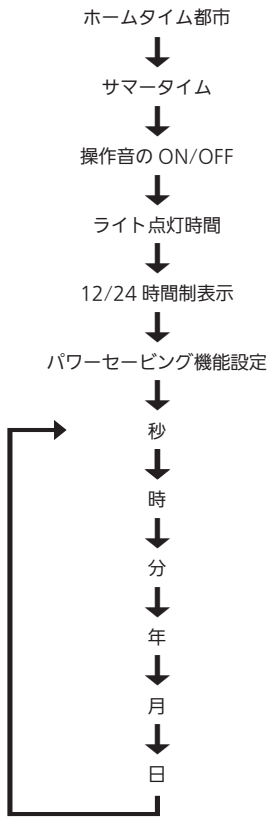 ホームタイム都市
サマータイム
操作音の ON/OFF
ライト点灯時間
12/24 時間制表示
パワーセービング機能設定
秒
時
分
年
月
日